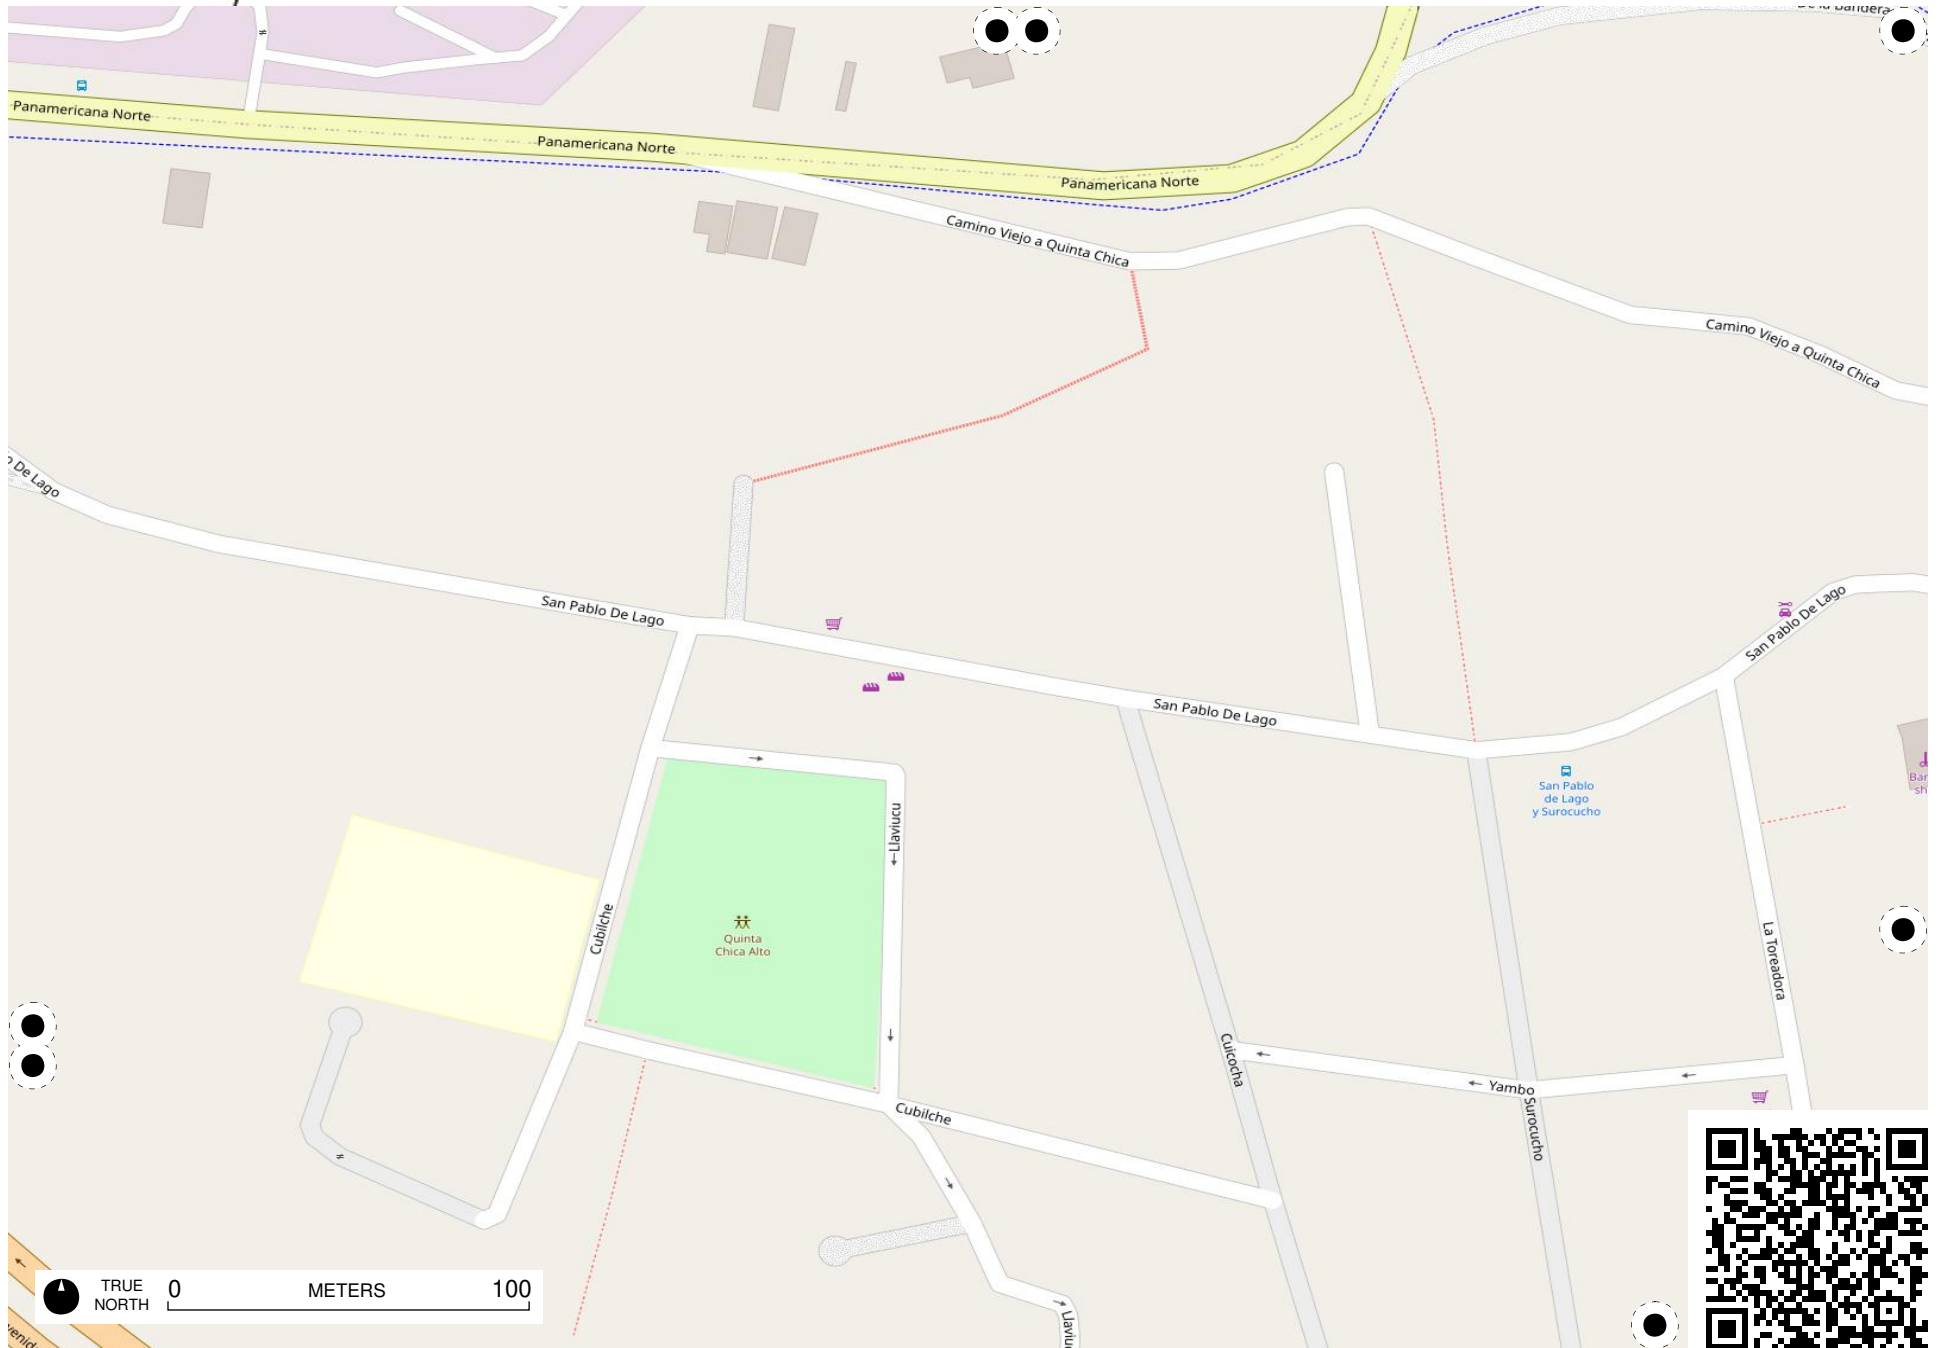 Panamericana Norte
Panamericana Norte
Panamericana Norte
Camino Viejo a Quinta Chica
Camino Viejo a Quinta Chica
De Lago
San Pablo De Lago
San Pablo De Lago
San Pablo De Lago
San Pablo
de Lago
y Surocucho
Llaviucu
Cubilche
Quinta
Chica Alto
La Toreadora
Cuicocha
Yambo
Surocucho
Cubilche
TRUE
NORTH
0
METERS
100